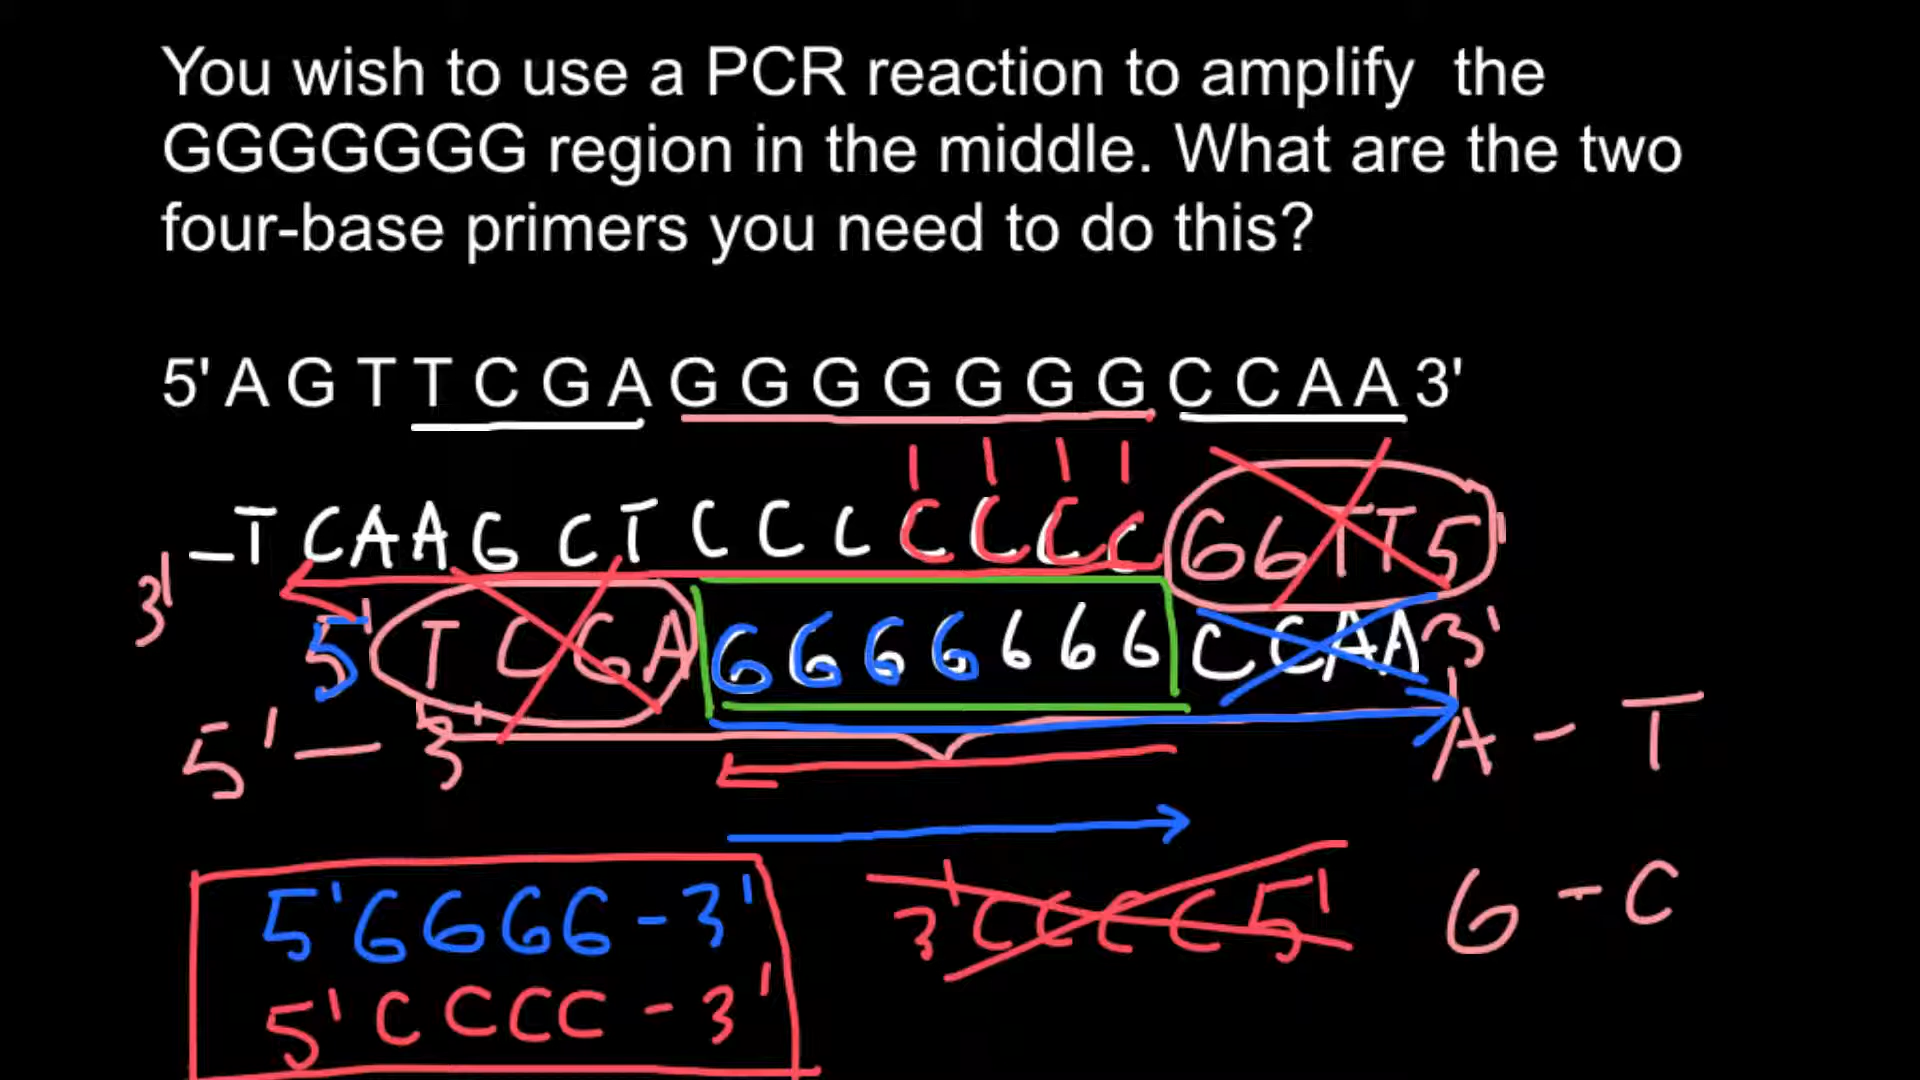 You wish to use a PCR reaction to amplify the
GGGGGGG region in the middle. What are the two
four-base primers you need to do this?
5' A G T T C G A G G G G G G G C C A A 3'
3' - T C A A G C T C C C C C C C G G T T 5'
5' T C G A G G G G G G G C C A A 3'
5' - 3'
A - T
5' G G G G - 3'
3' C C C C 5'
G - C
5' C C C C - 3'